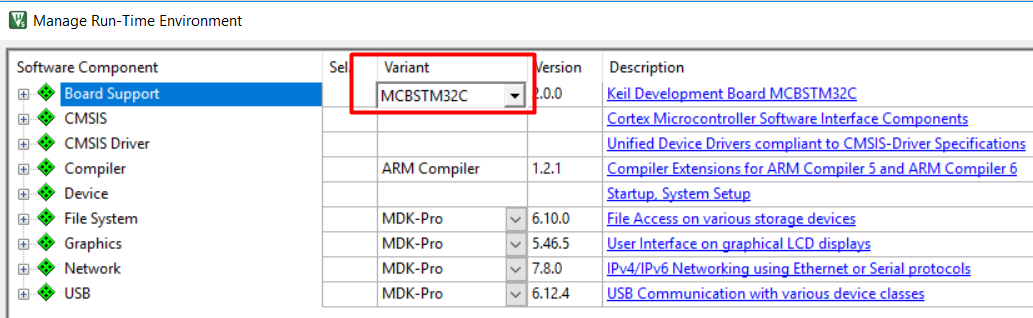 Manage Run-Time Environment
Software Component Sel. Variant Version Description
Board Support MCBSTM32C 2.0.0 Keil Development Board MCBSTM32C
CMSIS Cortex Microcontroller Software Interface Components
CMSIS Driver Unified Device Drivers compliant to CMSIS-Driver Specifications
Compiler ARM Compiler 1.2.1 Compiler Extensions for ARM Compiler 5 and ARM Compiler 6
Device Startup, System Setup
File System MDK-Pro 6.10.0 File Access on various storage devices
Graphics MDK-Pro 5.46.5 User Interface on graphical LCD displays
Network MDK-Pro 7.8.0 IPv4/IPv6 Networking using Ethernet or Serial protocols
USB MDK-Pro 6.12.4 USB Communication with various device classes